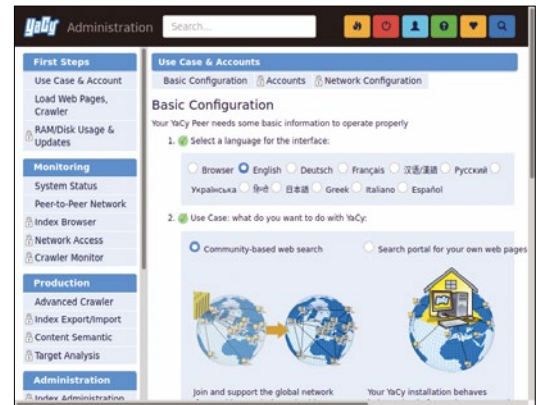 YaCy Administration Search...
First Steps
Use Case & Account
Load Web Pages,
Crawler
RAM/Disk Usage &
Updates
Monitoring
System Status
Peer-to-Peer Network
Index Browser
Network Access
Crawler Monitor
Production
Advanced Crawler
Index Export/Import
Content Semantic
Target Analysis
Administration
Index Administration
Use Case & Accounts
Basic Configuration Accounts Network Configuration
Basic Configuration
Your YaCy Peer needs some basic information to operate properly
1. Select a language for the interface:
Browser English Deutsch Français 汉语/漢語 Русский
Українська हिन्दी 日本語 Greek Italiano Español
2. Use Case: what do you want to do with YaCy:
Community-based web search Search portal for your own web pages
Join and support the global network Your YaCy installation behaves